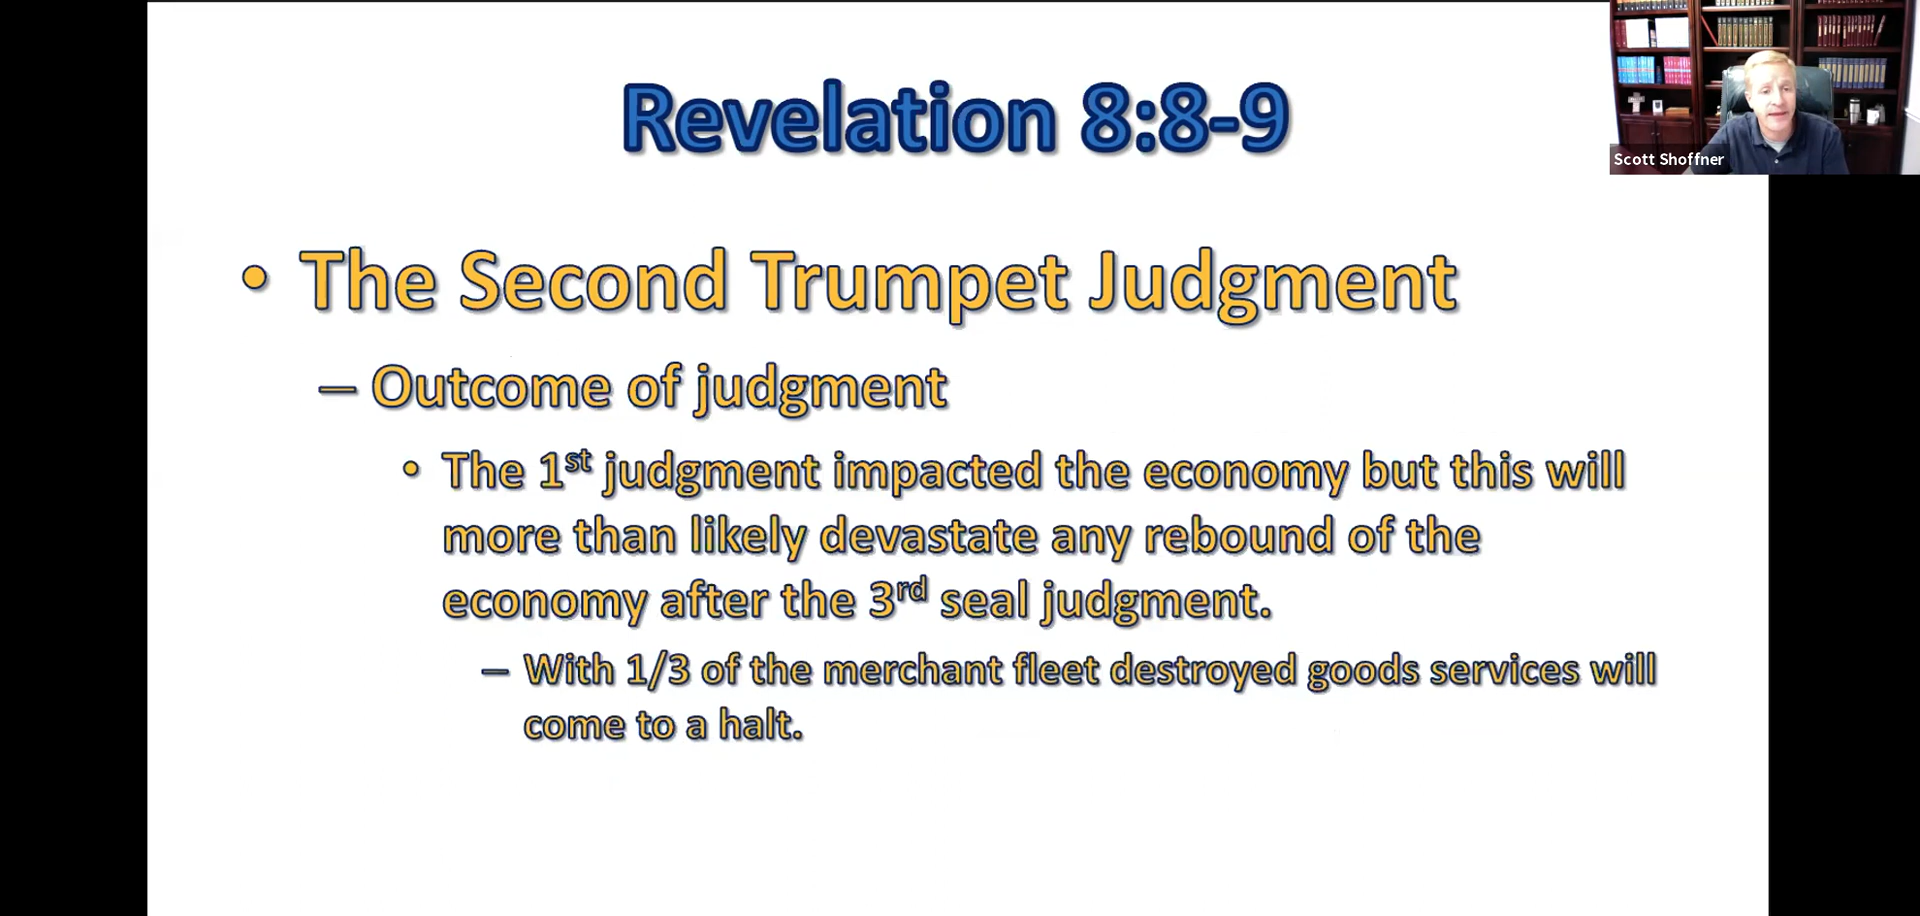 Revelation 8:8-9
Scott Shoffner
• The Second Trumpet Judgment
– Outcome of judgment
• The 1st judgment impacted the economy but this will
more than likely devastate any rebound of the
economy after the 3rd seal judgment.
– With 1/3 of the merchant fleet destroyed goods services will
come to a halt.